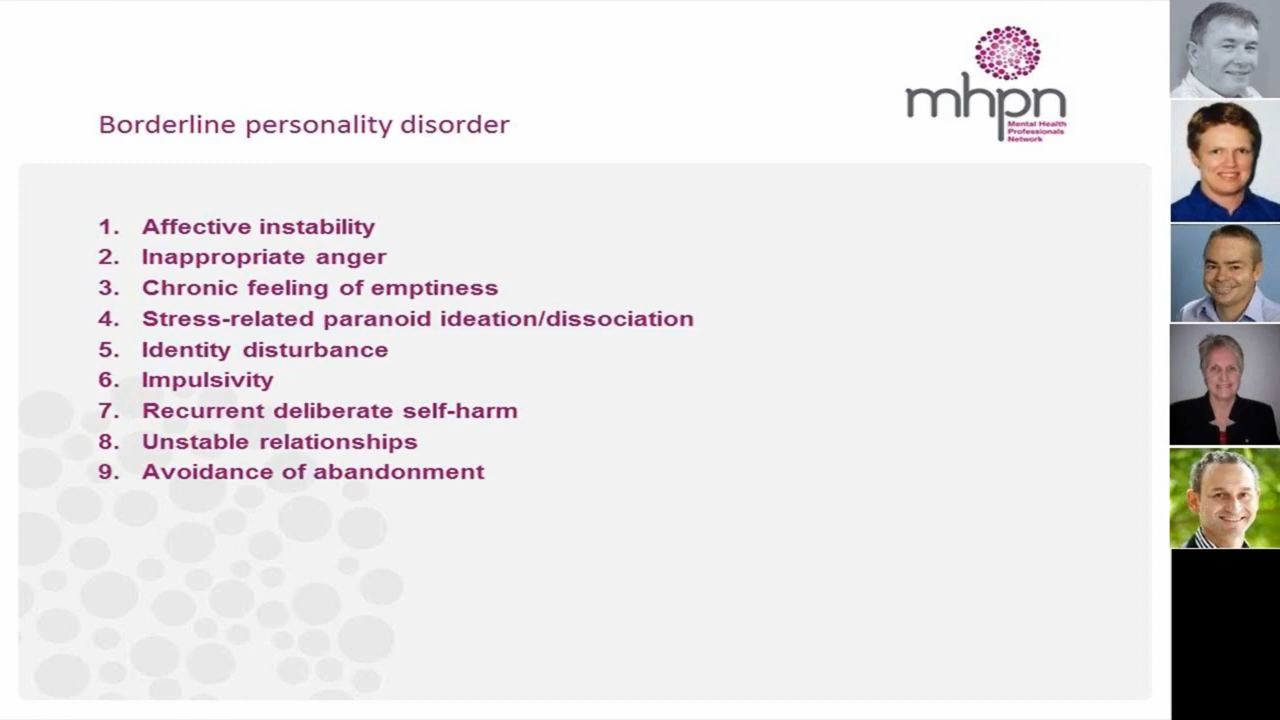 mhpn
Mental Health
Professionals
Network
Borderline personality disorder
1. Affective instability
2. Inappropriate anger
3. Chronic feeling of emptiness
4. Stress-related paranoid ideation/dissociation
5. Identity disturbance
6. Impulsivity
7. Recurrent deliberate self-harm
8. Unstable relationships
9. Avoidance of abandonment